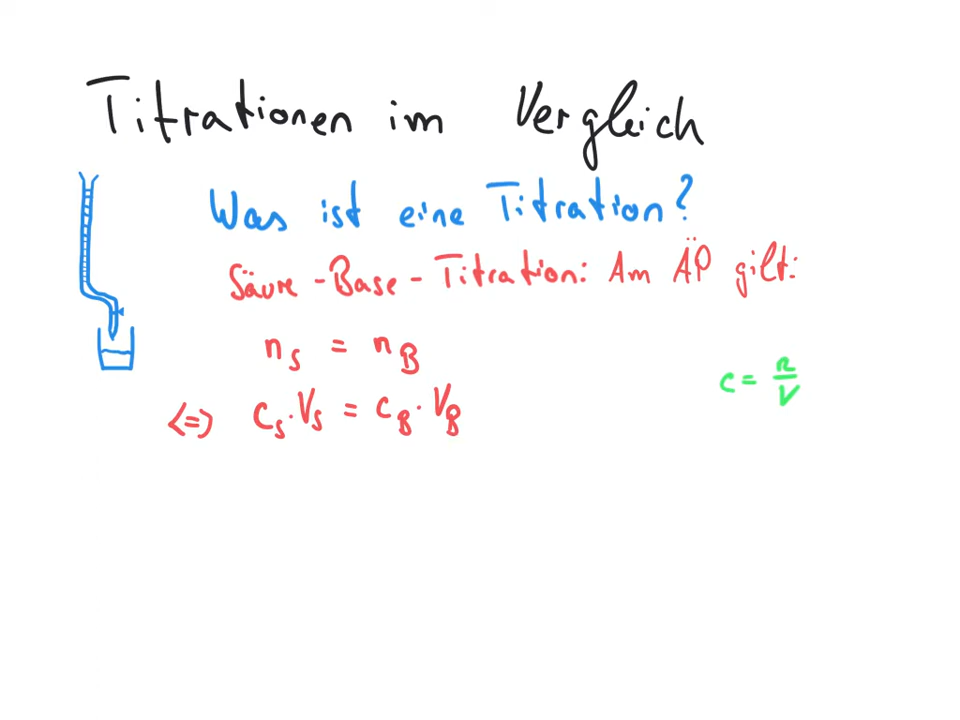 Titrationen im Vergleich
Was ist eine Titration?
Säure-Base-Titration: Am ÄP gilt:
n_S = n_B
c = n/V
<=> c_S · V_S = c_B · V_B